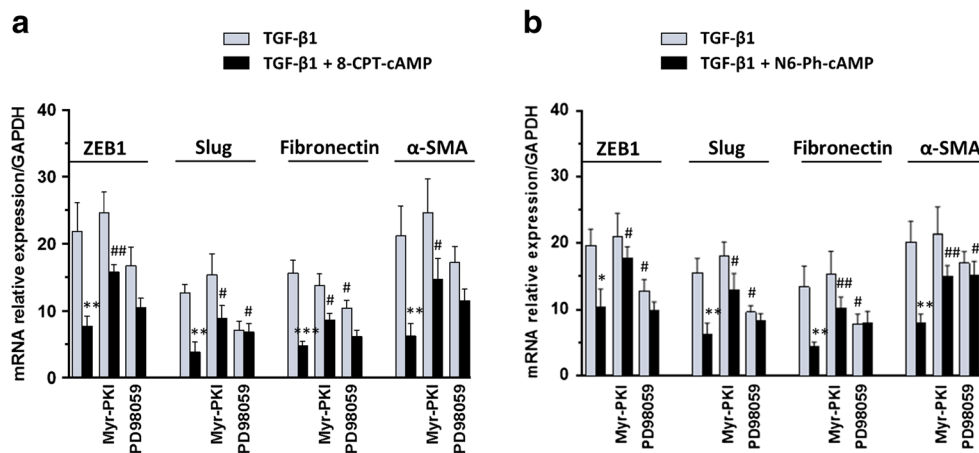 a
TGF-β1
TGF-β1 + 8-CPT-cAMP
mRNA relative expression/GAPDH
40
30
20
10
0
ZEB1
Slug
Fibronectin
α-SMA
**
##
**
#
#
***
#
#
**
#
Myr-PKI
PD98059
Myr-PKI
PD98059
Myr-PKI
PD98059
Myr-PKI
PD98059
b
TGF-β1
TGF-β1 + N6-Ph-cAMP
mRNA relative expression/GAPDH
40
30
20
10
0
ZEB1
Slug
Fibronectin
α-SMA
*
#
#
**
#
#
**
##
#
**
##
#
Myr-PKI
PD98059
Myr-PKI
PD98059
Myr-PKI
PD98059
Myr-PKI
PD98059